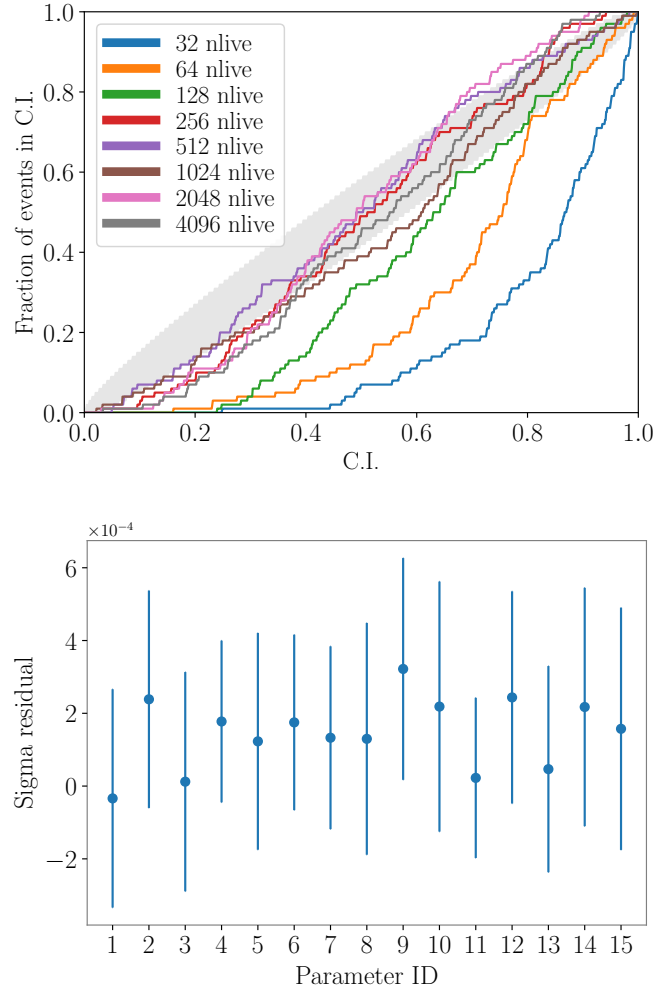 1.0
0.8
0.6
0.4
0.2
0.0
Fraction of events in C.I.
32 nlive
64 nlive
128 nlive
256 nlive
512 nlive
1024 nlive
2048 nlive
4096 nlive
0.0 0.2 0.4 0.6 0.8 1.0
C.I.
×10⁻⁴
6
4
2
0
−2
Sigma residual
1 2 3 4 5 6 7 8 9 10 11 12 13 14 15
Parameter ID